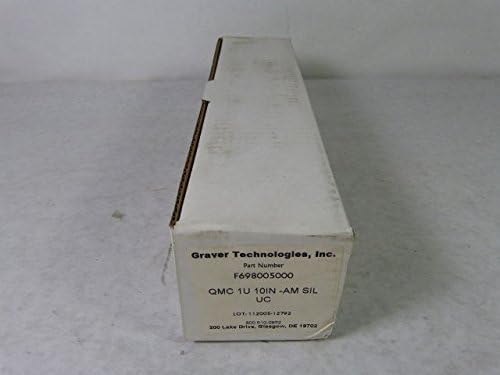 Graver Technologies, Inc.
Part Number
F698005000
QMC 1U 10IN -AM SIL
UC
LOT: 112005-12792
200 Lake Drive, Glasgow, DE 19702